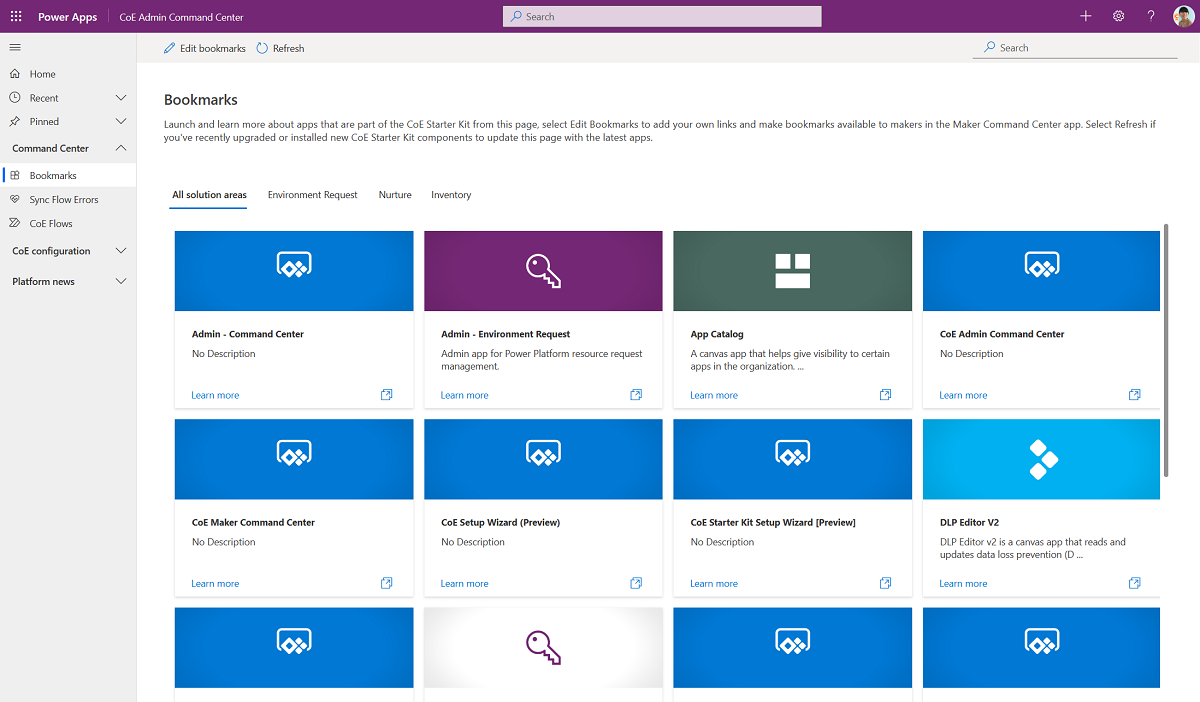 Power Apps
CoE Admin Command Center
Search
Edit bookmarks
Refresh
Search
Home
Recent
Pinned
Command Center
Bookmarks
Sync Flow Errors
CoE Flows
CoE configuration
Platform news
Bookmarks
Launch and learn more about apps that are part of the CoE Starter Kit from this page, select Edit Bookmarks to add your own links and make bookmarks available to makers in the Maker Command Center app. Select Refresh if
you've recently upgraded or installed new CoE Starter Kit components to update this page with the latest apps.
All solution areas
Environment Request
Nurture
Inventory
Admin - Command Center
No Description
Learn more
Admin - Environment Request
Admin app for Power Platform resource request
management.
Learn more
App Catalog
A canvas app that helps give visibility to certain
apps in the organization. ...
Learn more
CoE Admin Command Center
No Description
Learn more
CoE Maker Command Center
No Description
Learn more
CoE Setup Wizard (Preview)
No Description
Learn more
CoE Starter Kit Setup Wizard [Preview]
No Description
Learn more
DLP Editor V2
DLP Editor v2 is a canvas app that reads and
updates data loss prevention (D ...
Learn more